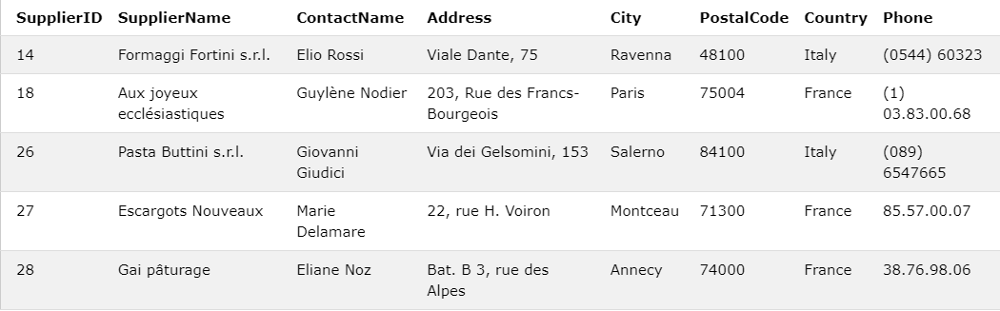 SupplierID SupplierName ContactName Address City PostalCode Country Phone
14 Formaggi Fortini s.r.l. Elio Rossi Viale Dante, 75 Ravenna 48100 Italy (0544) 60323
18 Aux joyeux Guylène Nodier 203, Rue des Francs- Paris 75004 France (1)
ecclésiastiques Bourgeois 03.83.00.68
26 Pasta Buttini s.r.l. Giovanni Via dei Gelsomini, 153 Salerno 84100 Italy (089)
Giudici 6547665
27 Escargots Nouveaux Marie 22, rue H. Voiron Montceau 71300 France 85.57.00.07
Delamare
28 Gai pâturage Eliane Noz Bat. B 3, rue des Annecy 74000 France 38.76.98.06
Alpes